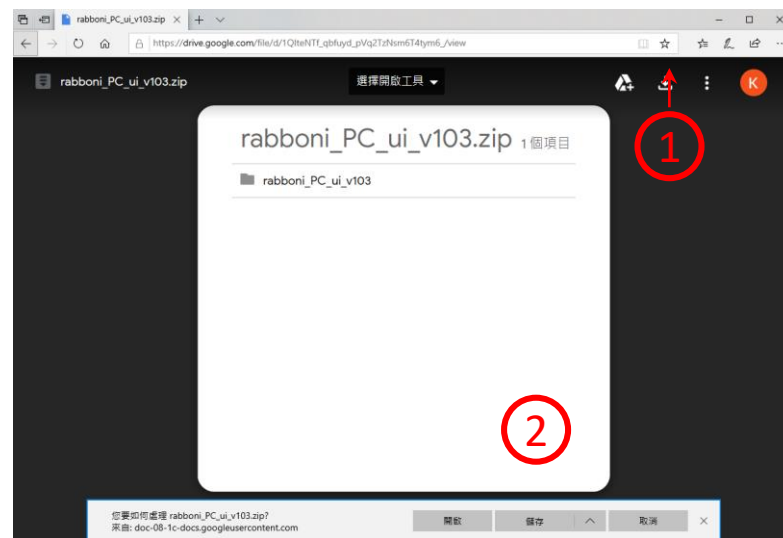 rabboni_PC_ui_v103.zip
https://drive.google.com/file/d/1QIteNTf_qbfuyd_pVq2TzNsm6T4tym6_/view
rabboni_PC_ui_v103.zip
選擇開啟工具
K
1
rabboni_PC_ui_v103.zip 1 個項目
rabboni_PC_ui_v103
2
您要如何處理 rabboni_PC_ui_v103.zip?
來自: doc-08-1c-docs.googleusercontent.com
開啟
儲存
取消